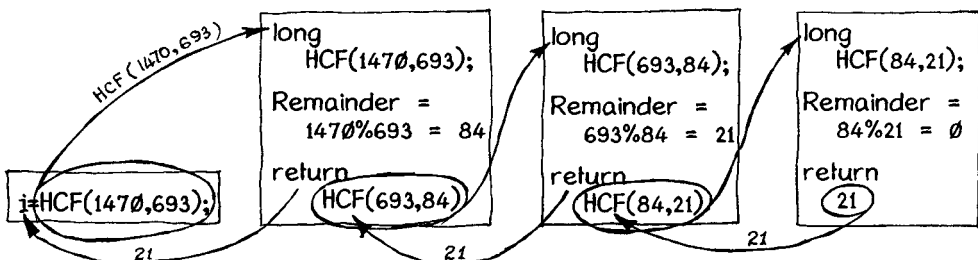 HCF(1470,693)
i=HCF(1470,693);
21
long
HCF(1470,693);
Remainder =
1470%693 = 84
return
HCF(693,84)
21
long
HCF(693,84);
Remainder =
693%84 = 21
return
HCF(84,21)
21
long
HCF(84,21);
Remainder =
84%21 = 0
return
21